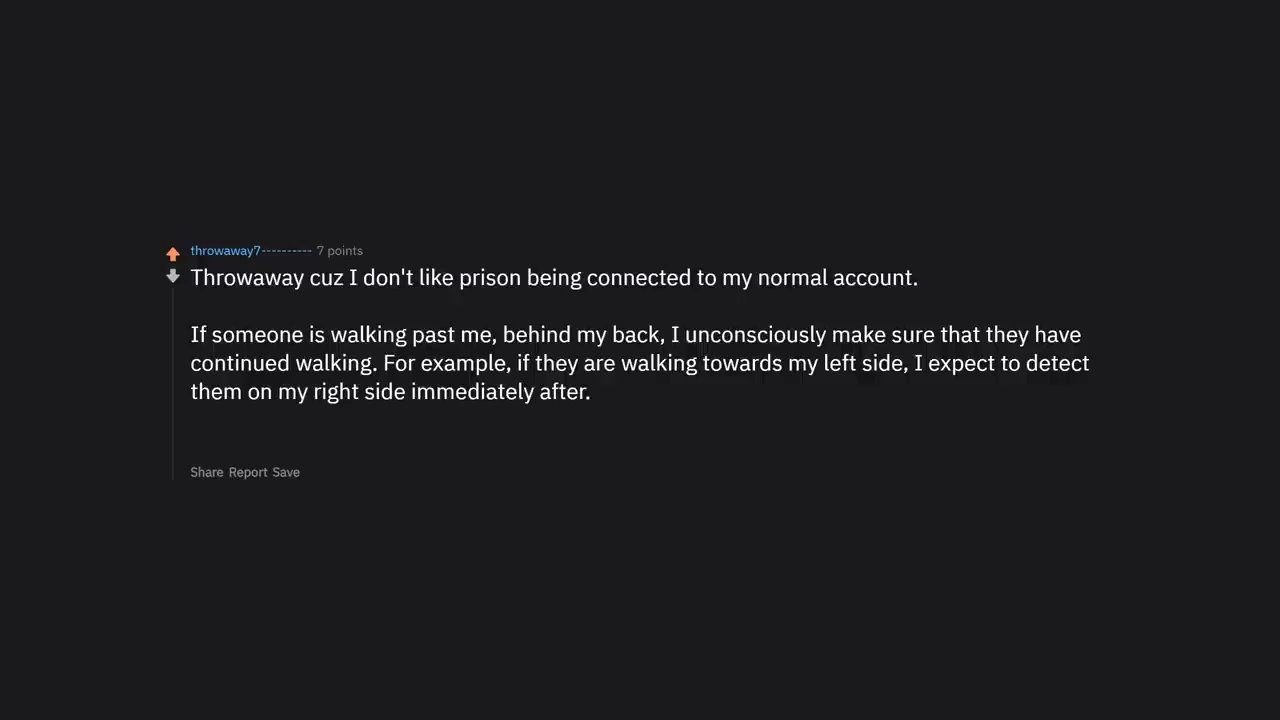 throwaway7---------- 7 points
Throwaway cuz I don't like prison being connected to my normal account.
If someone is walking past me, behind my back, I unconsciously make sure that they have
continued walking. For example, if they are walking towards my left side, I expect to detect
them on my right side immediately after.
Share Report Save